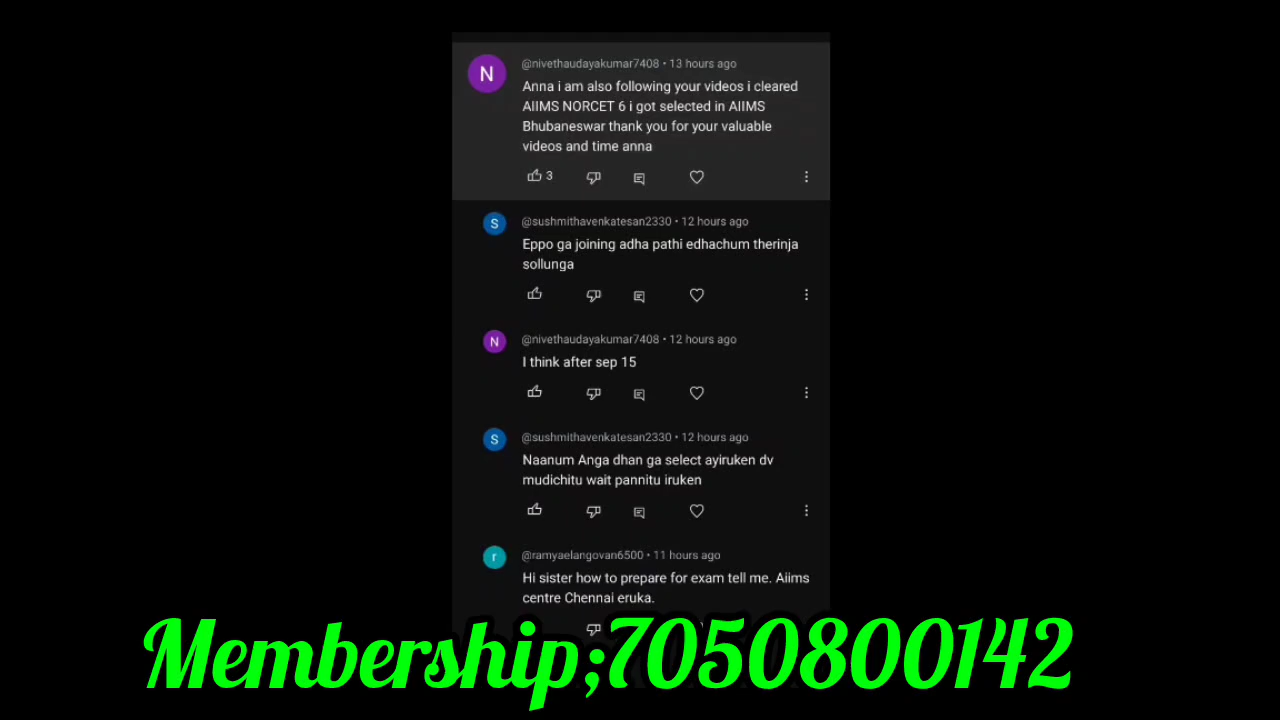 N
@nivethaudayakumar7408 • 13 hours ago
Anna i am also following your videos i cleared
AIIMS NORCET 6 i got selected in AIIMS
Bhubaneswar thank you for your valuable
videos and time anna
3
S
@sushmithavenkatesan2330 • 12 hours ago
Eppo ga joining adha pathi edhachum therinja
sollunga
N
@nivethaudayakumar7408 • 12 hours ago
I think after sep 15
S
@sushmithavenkatesan2330 • 12 hours ago
Naanum Anga dhan ga select ayiruken dv
mudichitu wait pannitu iruken
r
@ramyaelangovan6500 • 11 hours ago
Hi sister how to prepare for exam tell me. Aiims
centre Chennai eruka.
Membership;7050800142